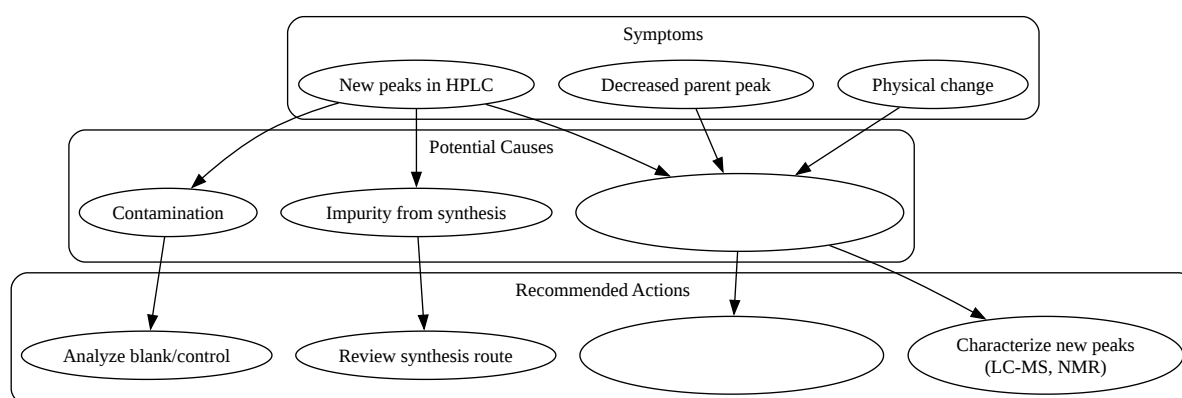 Symptoms
New peaks in HPLC
Decreased parent peak
Physical change
Potential Causes
Contamination
Impurity from synthesis
Recommended Actions
Analyze blank/control
Review synthesis route
Characterize new peaks
(LC-MS, NMR)